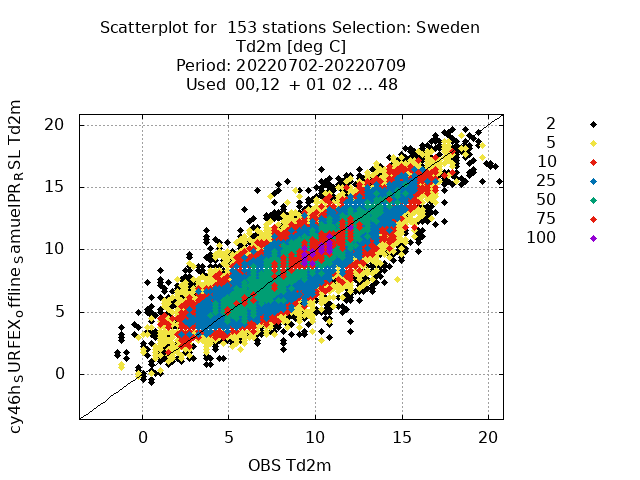 Scatterplot for 153 stations Selection: Sweden
Td2m [deg C]
Period: 20220702-20220709
Used 00,12 + 01 02 ... 48
cy46h_SURFEX_offline_samuelPR_RSL Td2m
20
15
10
5
0
0 5 10 15 20
OBS Td2m
2
5
10
25
50
75
100